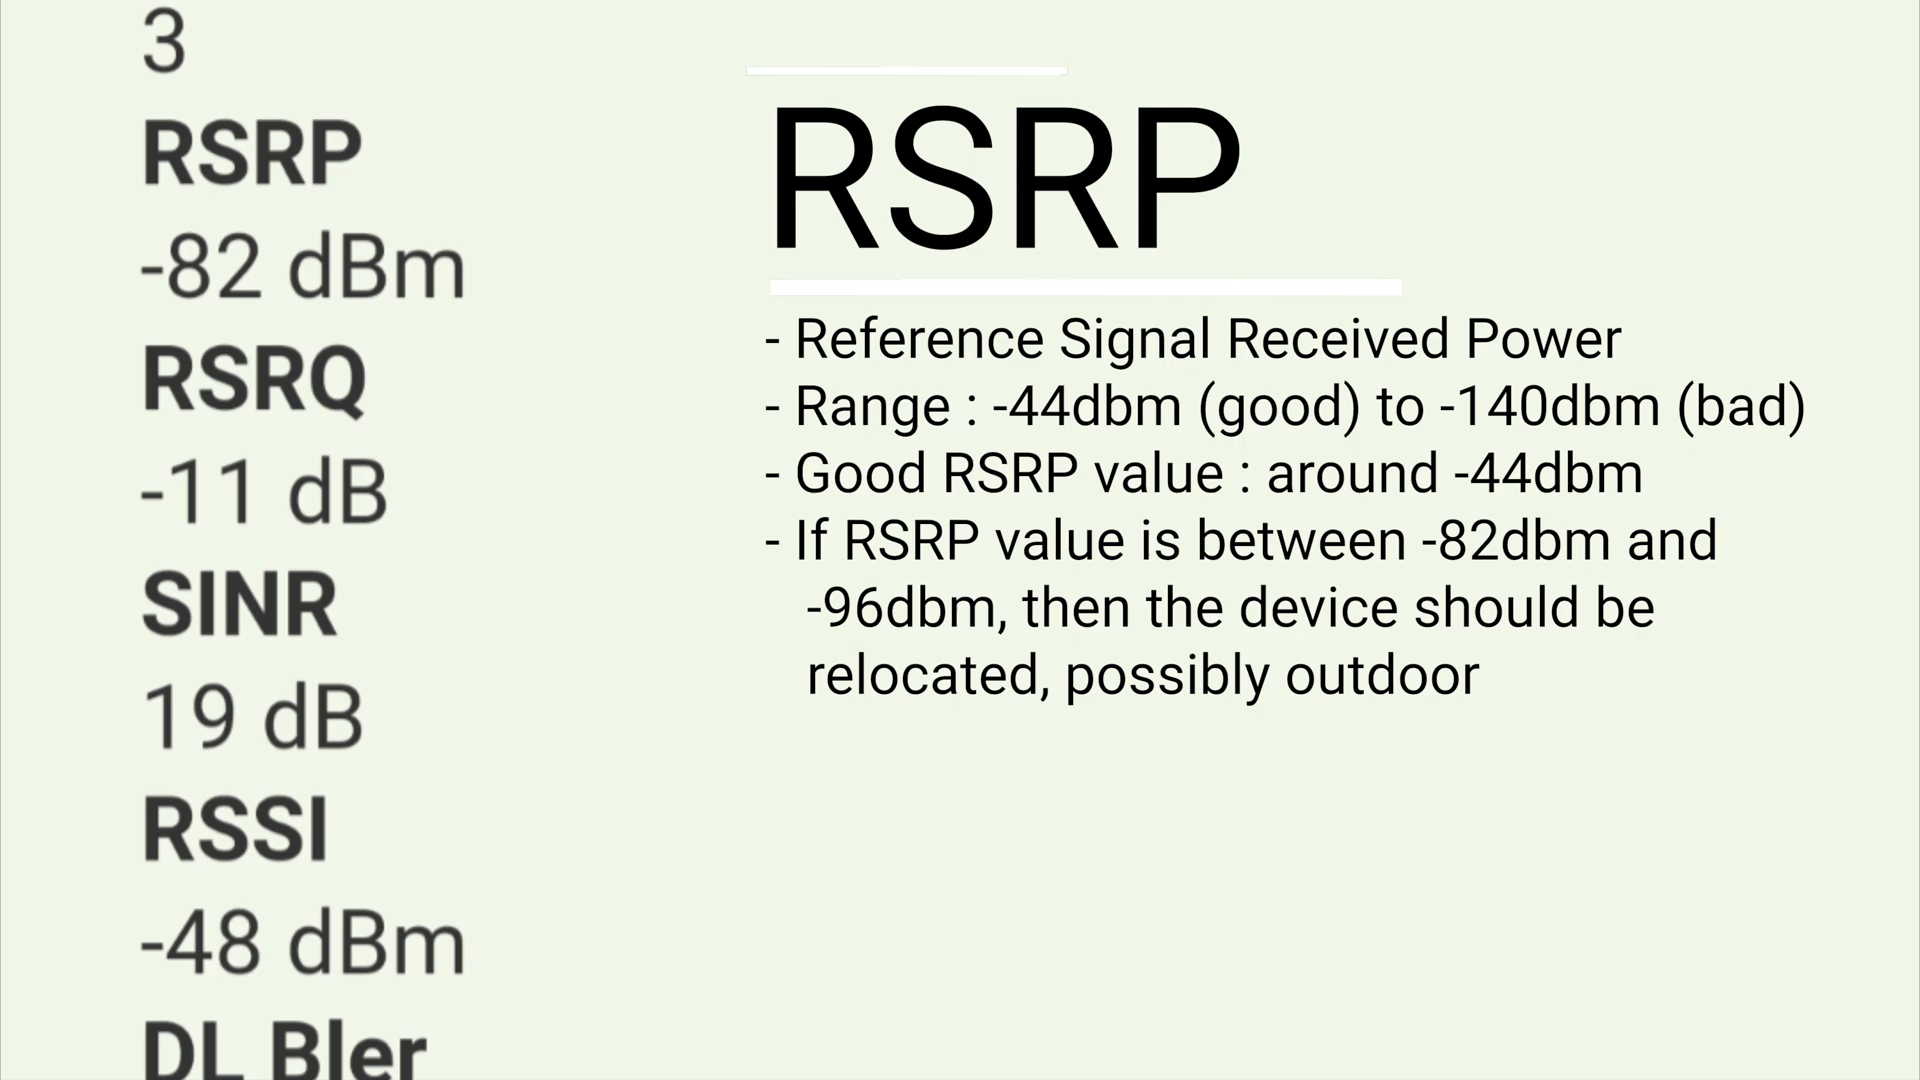 3
RSRP
-82 dBm
RSRQ
-11 dB
SINR
19 dB
RSSI
-48 dBm
DL Bler
RSRP
- Reference Signal Received Power
- Range : -44dbm (good) to -140dbm (bad)
- Good RSRP value : around -44dbm
- If RSRP value is between -82dbm and
-96dbm, then the device should be
relocated, possibly outdoor